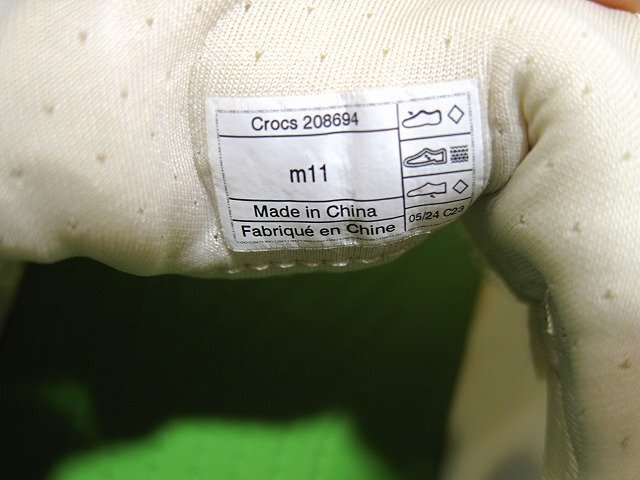 Crocs 208694
m11
Made in China
Fabriqué en Chine
05/24 C23